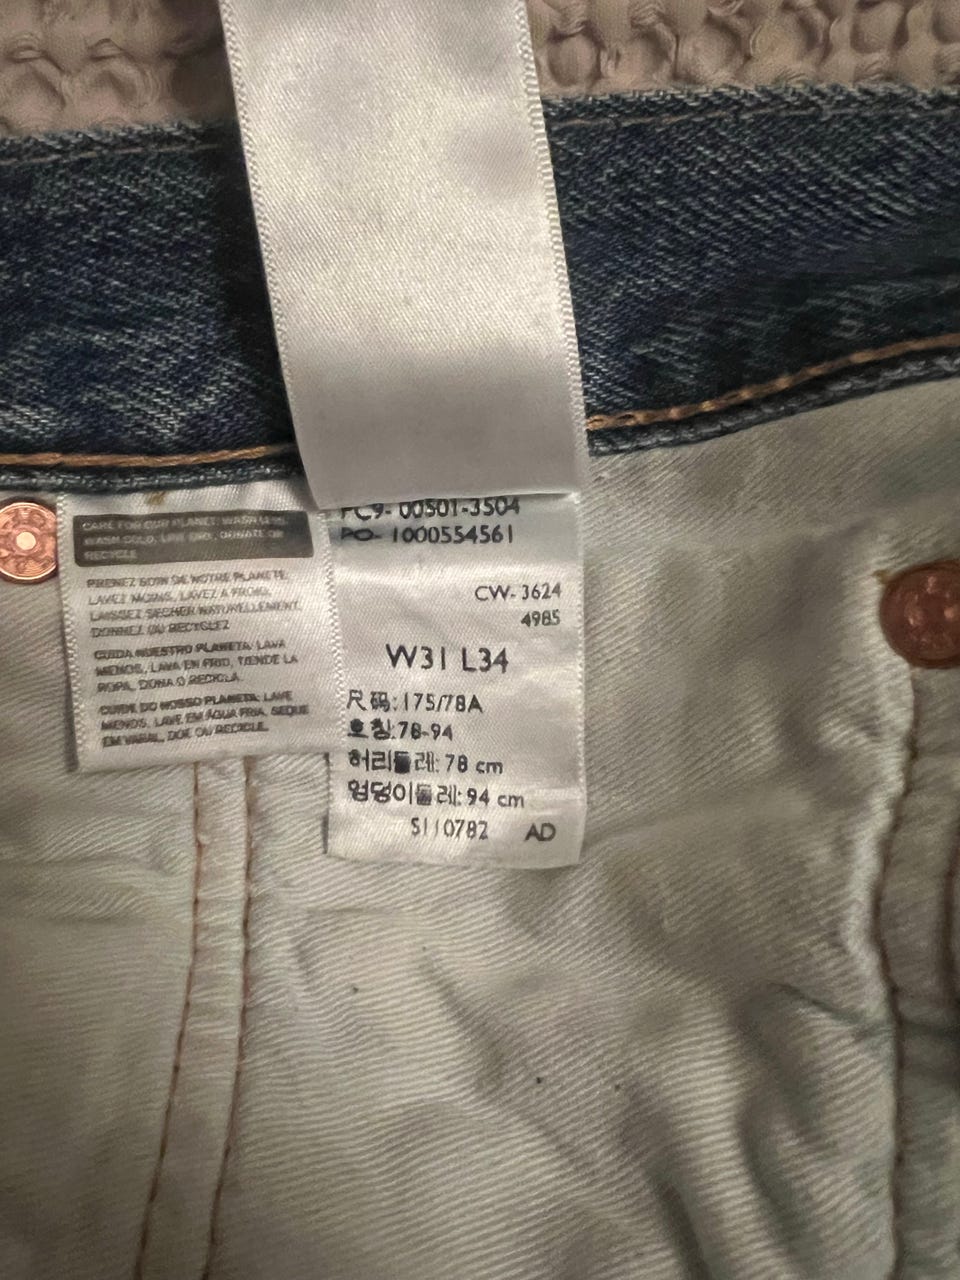 CARE FOR OUR PLANET: WASH LESS,
WASH COLD, LINE DRY, DONATE OR
RECYCLE
PRENEZ SOIN DE NOTRE PLANETE:
LAVEZ MOINS, LAVEZ A FROID,
LAISSEZ SECHER NATURELLEMENT,
DONNEZ OU RECYCLEZ
CUIDA NUESTRO PLANETA: LAVA
MENOS, LAVA EN FRIO, TIENDE LA
ROPA, DONA O RECICLA.
CUIDE DO NOSSO PLANETA: LAVE
MENOS, LAVE EM ÁGUA FRIA, SEQUE
EM VARAL, DOE OU RECICLE.
PC9- 00501-3504
PO- 1000554561
CW- 3624
4985
W31 L34
尺码: 175/78A
호칭: 78-94
허리둘레: 78 cm
엉덩이둘레: 94 cm
S110782 AD